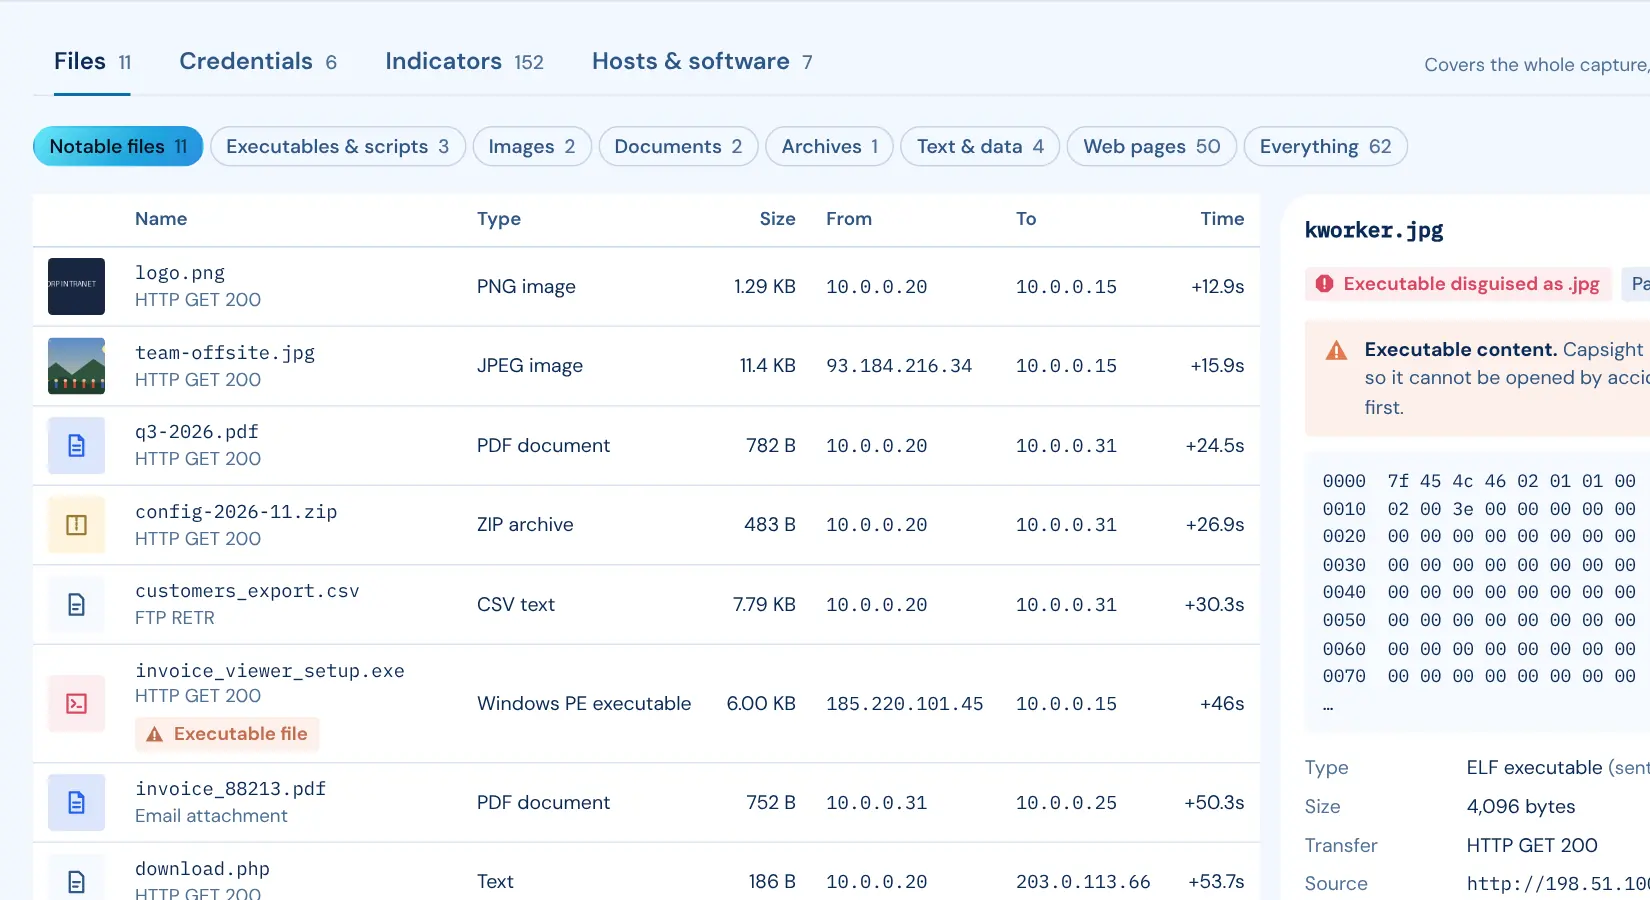 Files 11 Credentials 6 Indicators 152 Hosts & software 7
Covers the whole capture,
Notable files 11 Executables & scripts 3 Images 2 Documents 2 Archives 1 Text & data 4 Web pages 50 Everything 62
Name Type Size From To Time
logo.png
HTTP GET 200
PNG image 1.29 KB 10.0.0.20 10.0.0.15 +12.9s
team-offsite.jpg
HTTP GET 200
JPEG image 11.4 KB 93.184.216.34 10.0.0.15 +15.9s
q3-2026.pdf
HTTP GET 200
PDF document 782 B 10.0.0.20 10.0.0.31 +24.5s
config-2026-11.zip
HTTP GET 200
ZIP archive 483 B 10.0.0.20 10.0.0.31 +26.9s
customers_export.csv
FTP RETR
CSV text 7.79 KB 10.0.0.20 10.0.0.31 +30.3s
invoice_viewer_setup.exe
HTTP GET 200
Executable file
Windows PE executable 6.00 KB 185.220.101.45 10.0.0.15 +46s
invoice_88213.pdf
Email attachment
PDF document 752 B 10.0.0.31 10.0.0.25 +50.3s
download.php
HTTP GET 200
Text 186 B 10.0.0.20 203.0.113.66 +53.7s
kworker.jpg
Executable disguised as .jpg
Executable content. Capsight
so it cannot be opened by
first.
0000 7f 45 4c 46 02 01 01 00
0010 02 00 3e 00 00 00 00 00
0020 00 00 00 00 00 00 00 00
0030 00 00 00 00 00 00 00 00
0040 00 00 00 00 00 00 00 00
0050 00 00 00 00 00 00 00 00
0060 00 00 00 00 00 00 00 00
0070 00 00 00 00 00 00 00 00
…
Type ELF executable (sent
Size 4,096 bytes
Transfer HTTP GET 200
Source http://198.51.100